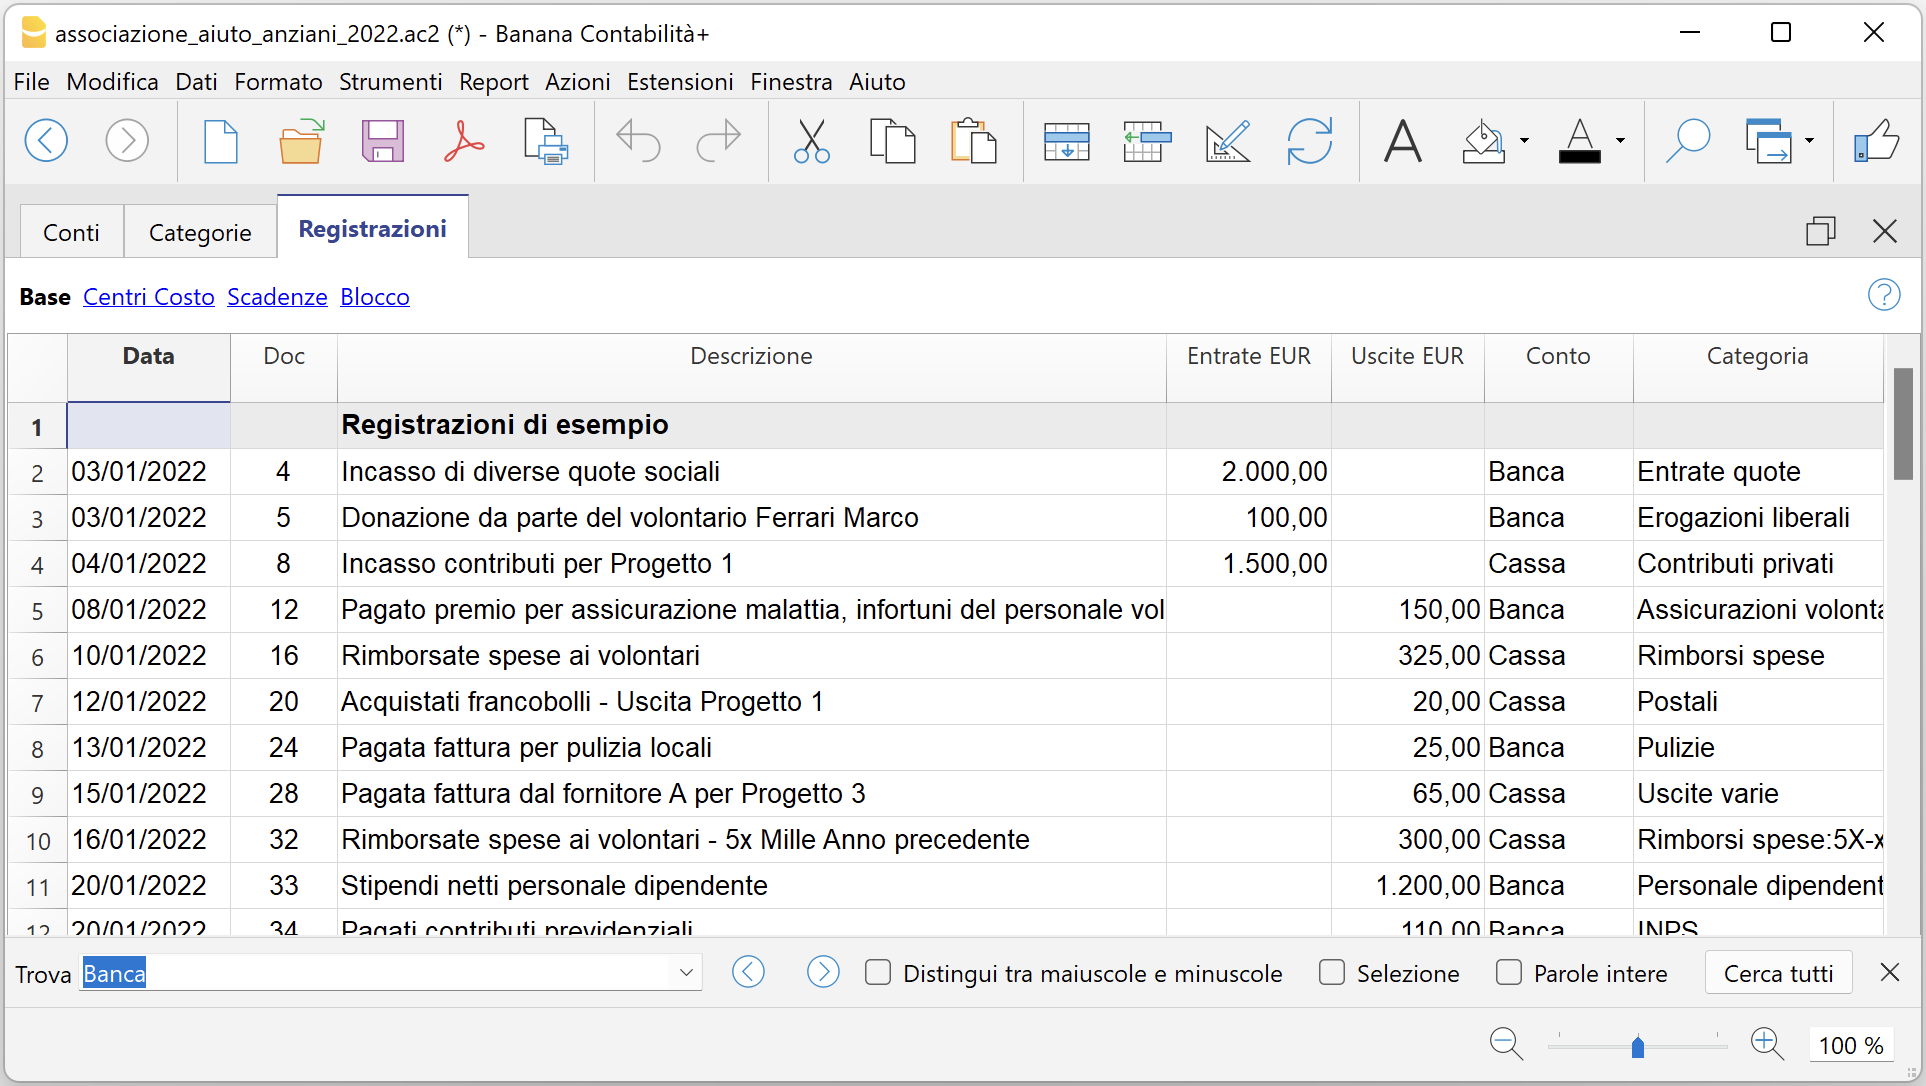 associazione_aiuto_anziani_2022.ac2 (*) - Banana Contabilità+
File Modifica Dati Formato Strumenti Report Azioni Estensioni Finestra Aiuto
Conti Categorie Registrazioni
Base Centri Costo Scadenze Blocco
Data Doc Descrizione Entrate EUR Uscite EUR Conto Categoria
1 Registrazioni di esempio
2 03/01/2022 4 Incasso di diverse quote sociali 2.000,00 Banca Entrate quote
3 03/01/2022 5 Donazione da parte del volontario Ferrari Marco 100,00 Banca Erogazioni liberali
4 04/01/2022 8 Incasso contributi per Progetto 1 1.500,00 Cassa Contributi privati
5 08/01/2022 12 Pagato premio per assicurazione malattia, infortuni del personale vol 150,00 Banca Assicurazioni volonta
6 10/01/2022 16 Rimborsate spese ai volontari 325,00 Cassa Rimborsi spese
7 12/01/2022 20 Acquistati francobolli - Uscita Progetto 1 20,00 Cassa Postali
8 13/01/2022 24 Pagata fattura per pulizia locali 25,00 Banca Pulizie
9 15/01/2022 28 Pagata fattura dal fornitore A per Progetto 3 65,00 Cassa Uscite varie
10 16/01/2022 32 Rimborsate spese ai volontari - 5x Mille Anno precedente 300,00 Cassa Rimborsi spese:5X-x
11 20/01/2022 33 Stipendi netti personale dipendente 1.200,00 Banca Personale dipendent
12 20/01/2022 34 Pagati contributi previdenziali 110,00 Banca INPS
Trova Banca Distingui tra maiuscole e minuscole Selezione Parole intere Cerca tutti
100 %